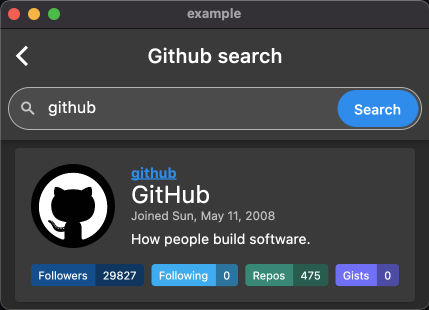 example
Github search
github
Search
github
GitHub
Joined Sun, May 11, 2008
How people build software.
Followers 29827 Following 0 Repos 475 Gists 0